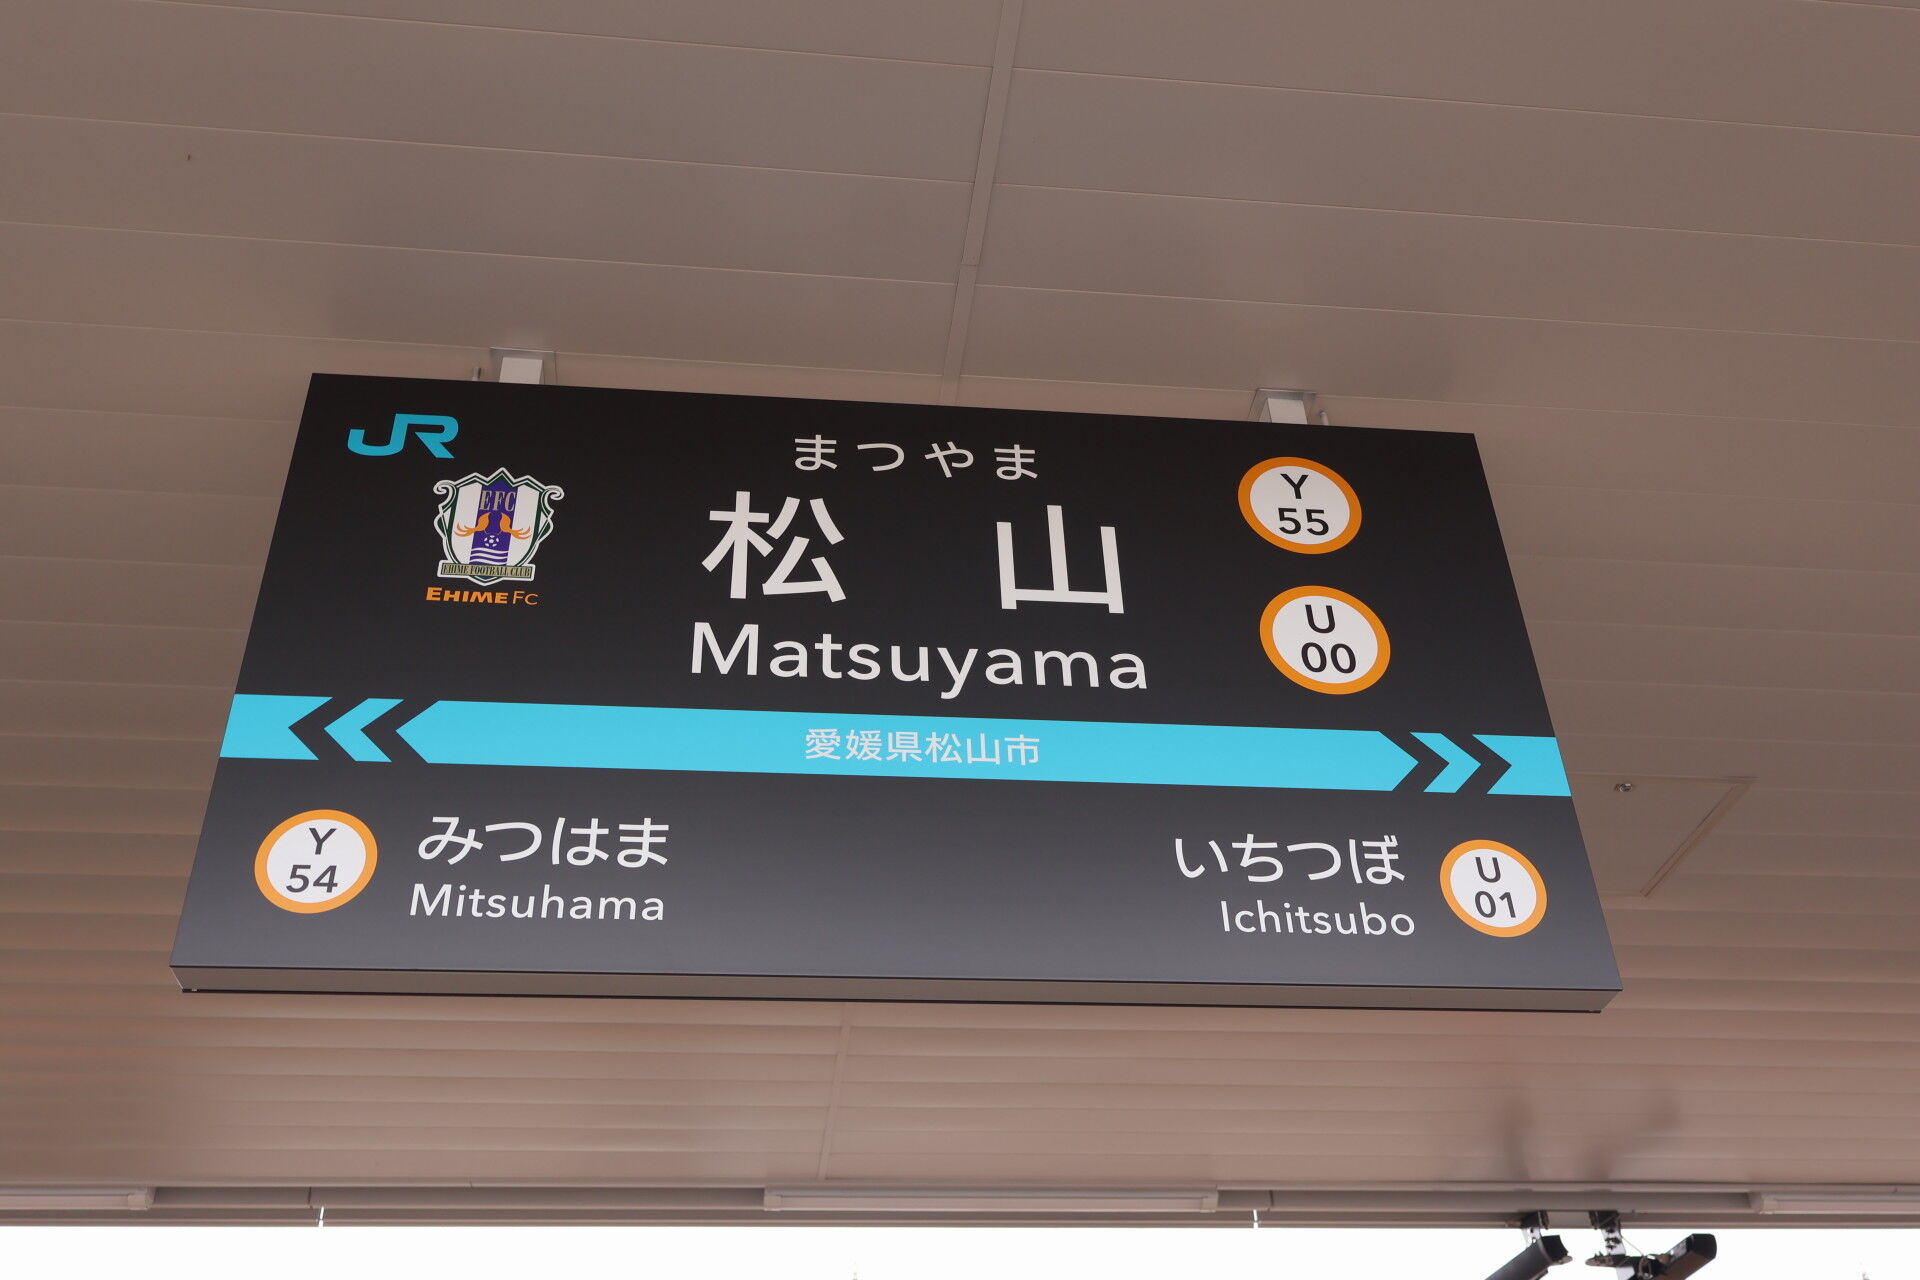 JR
EFC
EHIME FOOTBALL CLUB
EHIME FC
まつやま
松山
Matsuyama
Y
55
U
00
愛媛県松山市
Y
54
みつはま
Mitsuhama
いちつぼ
Ichitsubo
U
01